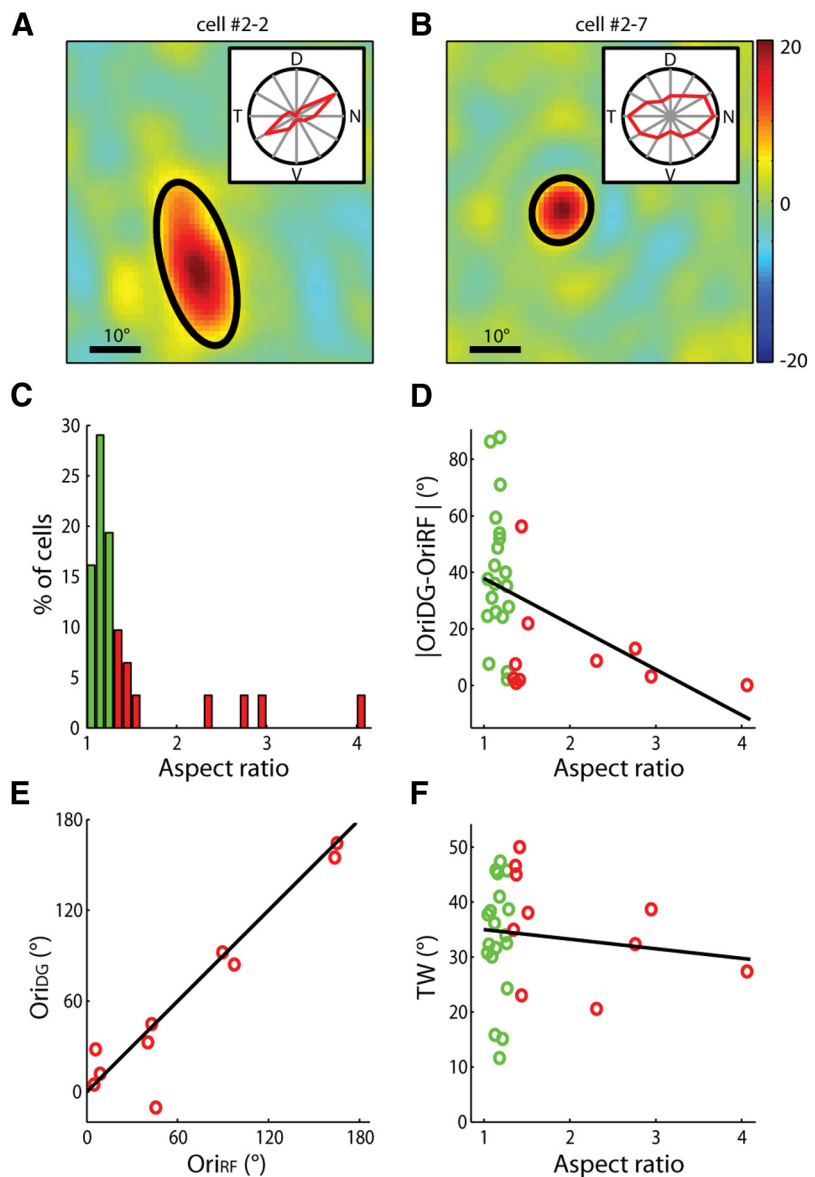 A
cell #2-2
D
T
N
V
10°
B
cell #2-7
D
T
N
V
10°
20
0
-20
C
% of cells
30
25
20
15
10
5
0
1
2
3
4
Aspect ratio
D
|OriDG-OriRF| (°)
80
60
40
20
0
1
2
3
4
Aspect ratio
E
OriDG (°)
180
120
60
0
0
60
120
180
OriRF (°)
F
TW (°)
50
40
30
20
10
0
1
2
3
4
Aspect ratio